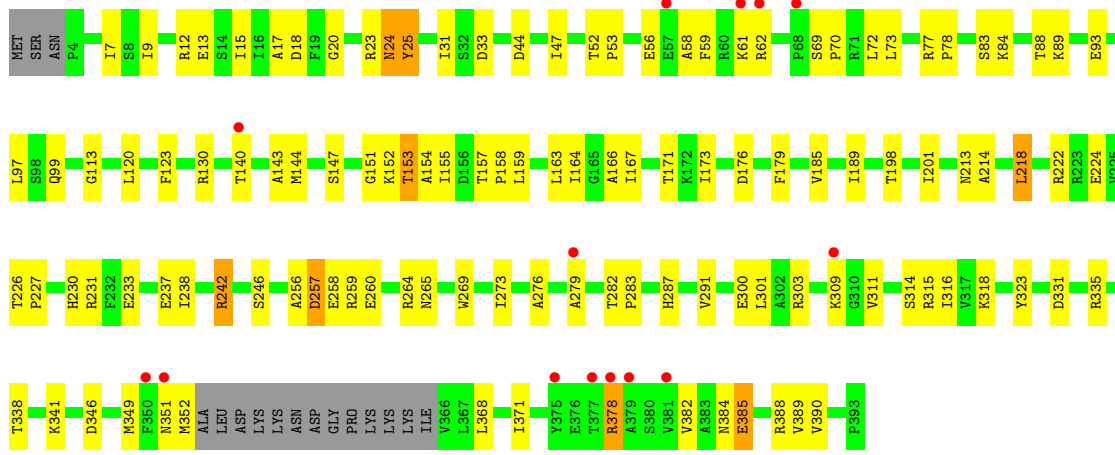 MET SER ASN P4 I7 S8 I9 R12 E13 S14 I15 I16 A17 D18 F19 G20 R23 N24 Y25 I31 S32 D33 D44 I47 T52 P53 E56 E57 A58 F59 R60 K61 R62 P68 S69 P70 R71 L72 L73 R77 P78 S83 K84 T88 K89 E93
L97 S98 Q99 G113 L120 F123 R130 T140 A143 M144 S147 G151 K152 T153 A154 I155 D156 T157 P158 L159 L163 I164 G165 A166 I167 T171 K172 I173 D176 F179 V185 I189 T198 I201 N213 A214 L218 R222 R223 E224 V225
T226 P227 H230 R231 F232 E233 E237 I238 R242 S246 A256 D257 E258 R259 E260 R264 N265 W269 I273 A276 A279 T282 P283 H287 V291 E300 L301 A302 R303 K309 G310 V311 S314 R315 I316 V317 K318 Y323 D331 R335
T338 K341 D346 M349 F350 N351 M352 ALA LEU ASP LYS LYS ASN ASP GLY PRO LYS LYS LYS ILE V366 L367 L368 I371 Y375 E376 T377 R378 A379 S380 V381 V382 A383 N384 E385 R388 V389 V390 P393